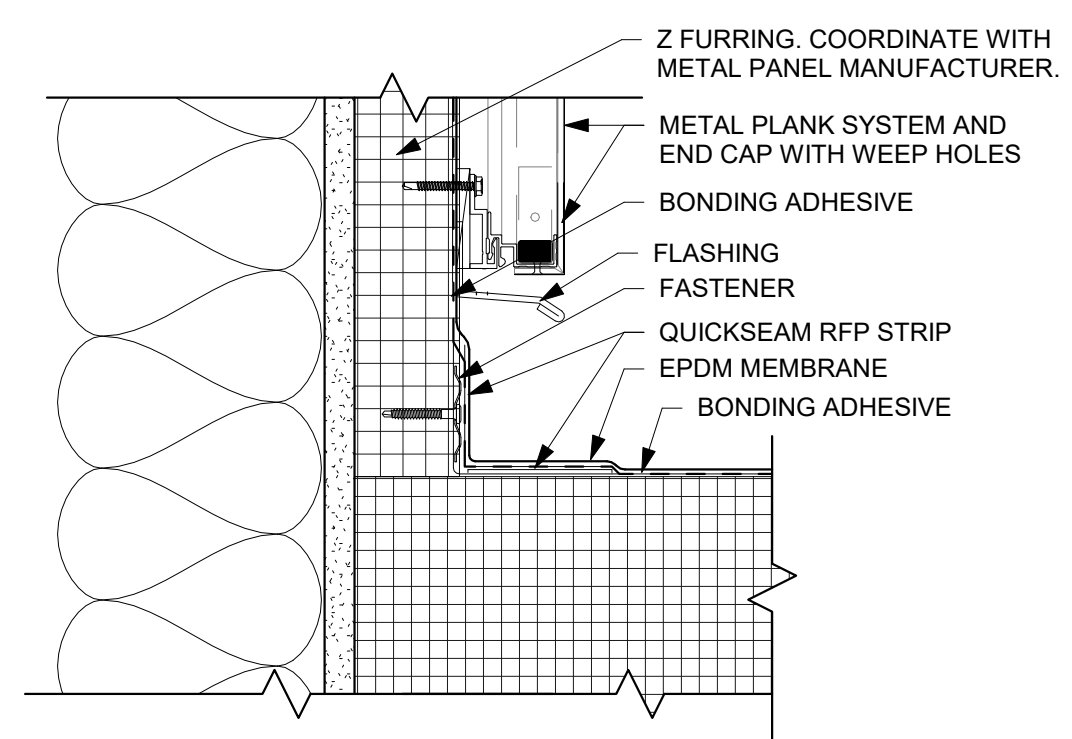 Z FURRING. COORDINATE WITH
METAL PANEL MANUFACTURER.
METAL PLANK SYSTEM AND
END CAP WITH WEEP HOLES
BONDING ADHESIVE
FLASHING
FASTENER
QUICKSEAM RFP STRIP
EPDM MEMBRANE
BONDING ADHESIVE